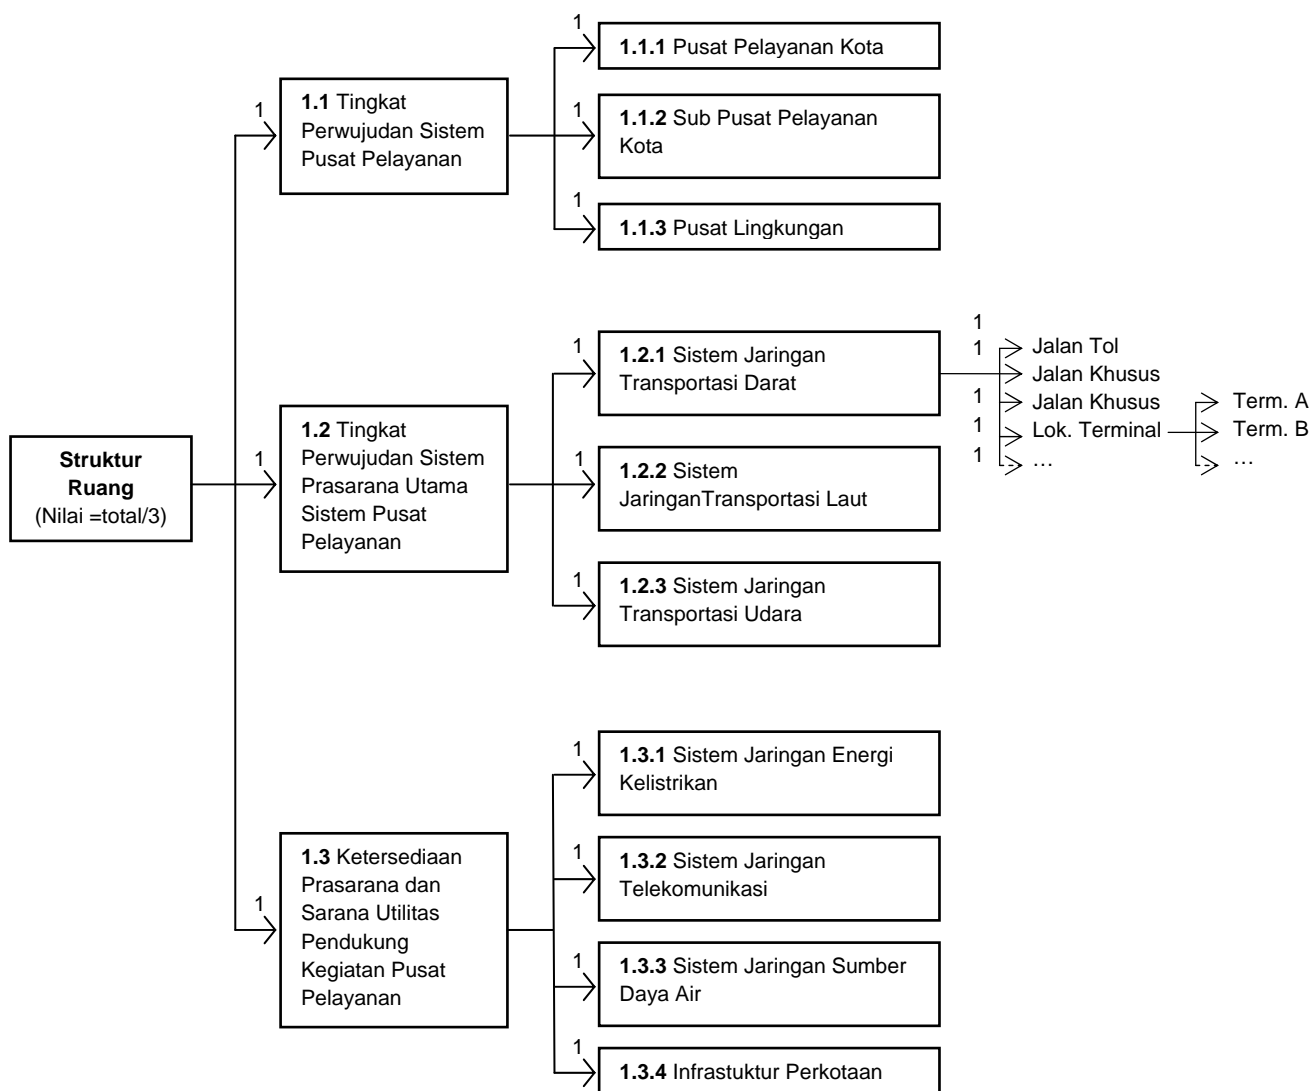 1
1.1.1 Pusat Pelayanan Kota
1
1.1 Tingkat
Perwujudan Sistem
Pusat Pelayanan
1
1.1.2 Sub Pusat Pelayanan
Kota
1
1.1.3 Pusat Lingkungan
Struktur
Ruang
(Nilai =total/3)
1
1.2 Tingkat
Perwujudan Sistem
Prasarana Utama
Sistem Pusat
Pelayanan
1
1.2.1 Sistem Jaringan
Transportasi Darat
1
1
Jalan Tol
Jalan Khusus
1
Jalan Khusus
1
Lok. Terminal
1
...
Term. A
Term. B
...
1
1.2.2 Sistem
JaringanTransportasi Laut
1
1.2.3 Sistem Jaringan
Transportasi Udara
1
1.3 Ketersediaan
Prasarana dan
Sarana Utilitas
Pendukung
Kegiatan Pusat
Pelayanan
1
1.3.1 Sistem Jaringan Energi
Kelistrikan
1
1.3.2 Sistem Jaringan
Telekomunikasi
1
1.3.3 Sistem Jaringan Sumber
Daya Air
1
1.3.4 Infrastuktur Perkotaan